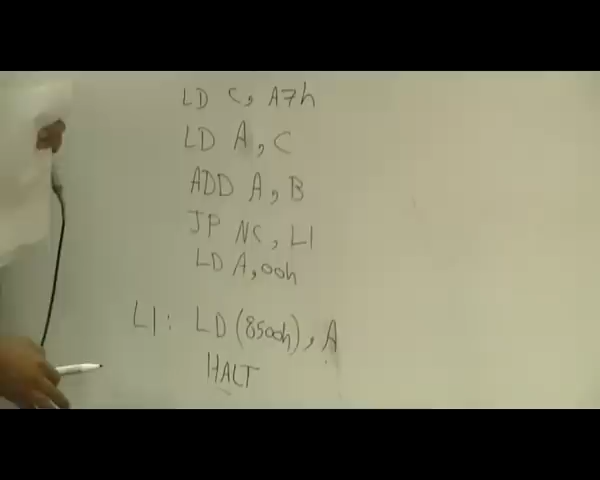 LD C, A7h
LD A, C
ADD A, B
JP NC, L1
LD A, 00h
L1: LD (8500h), A
HALT